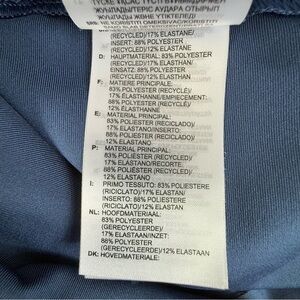 (RECYCLED)/17% ELASTANE/
INSERT: 88% POLYESTER
(RECYCLED)/12% ELASTANE
D: HAUPTMATERIAL: 83% POLYESTER
(RECYCLED)/17% ELASTHAN/
EINSATZ: 88% POLYESTER
(RECYCLED)/12% ELASTHAN
F: MATIERE PRINCIPALE:
83% POLYESTER (RECYCLE)/
17% ELASTHANNE/EMPIECEMENT:
88% POLYESTER (RECYCLE)/
12% ELASTHANNE
E: MATERIAL PRINCIPAL:
83% POLIESTER (RECICLADO)/
17% ELASTANO/INSERTO:
88% POLIESTER (RECICLADO)/
12% ELASTANO
P: MATERIAL PRINCIPAL:
83% POLIÉSTER (RECYCLED)/
17% ELASTANO/RECORTE:
88% POLIÉSTER (RECYCLED)/
12% ELASTANO
I: PRIMO TESSUTO: 83% POLIESTERE
(RICICLATO)/17% ELASTAN/
INSERTO: 88% POLIESTERE
(RICICLATO)/12% ELASTAN
NL: HOOFDMATERIAAL:
83% POLYESTER
(GERECYCLEERDE)/
17% ELASTAAN/INZET:
88% POLYESTER
(GERECYCLEERDE)/12% ELASTAAN
DK: HOVEDMATERIALE: